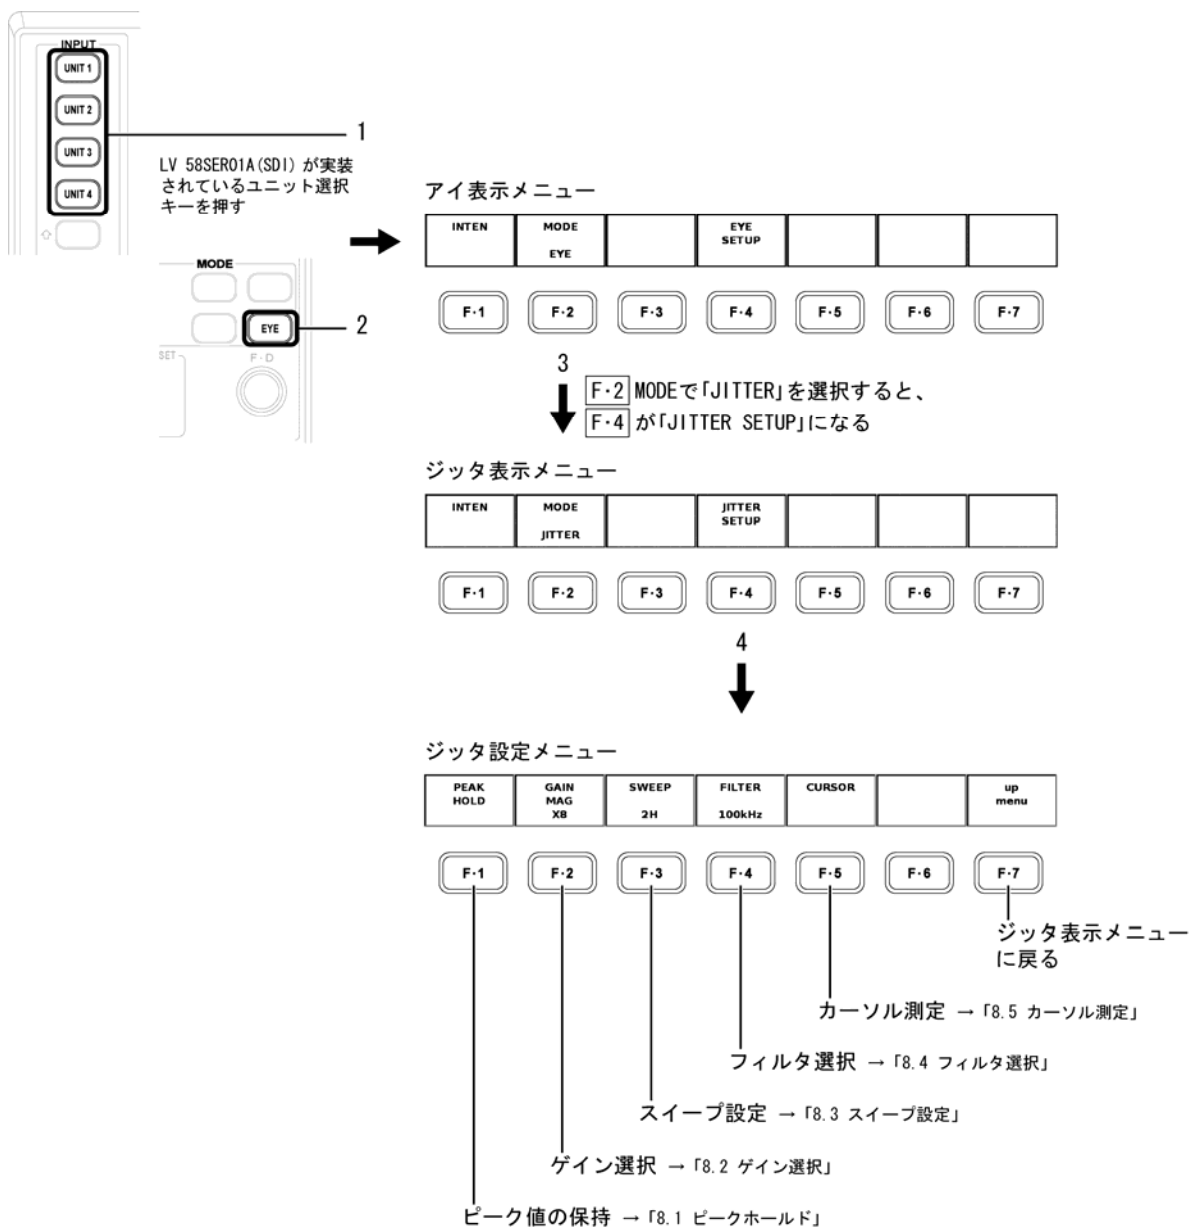 INPUT
UNIT 1
UNIT 2
UNIT 3
UNIT 4
1
LV 58SER01A(SDI) が実装
されているユニット選択
キーを押す
MODE
EYE
2
SET
F・D
アイ表示メニュー
INTEN
MODE
EYE
EYE
SETUP
F・1 F・2 F・3 F・4 F・5 F・6 F・7
3
F・2 MODEで「JITTER」を選択すると、
F・4 が「JITTER SETUP」になる
ジッタ表示メニュー
INTEN
MODE
JITTER
JITTER
SETUP
F・1 F・2 F・3 F・4 F・5 F・6 F・7
4
ジッタ設定メニュー
PEAK
HOLD
GAIN
MAG
X8
SWEEP
2H
FILTER
100kHz
CURSOR
up
menu
F・1 F・2 F・3 F・4 F・5 F・6 F・7
ジッタ表示メニュー
に戻る
カーソル測定 →「8.5 カーソル測定」
フィルタ選択 →「8.4 フィルタ選択」
スイープ設定 →「8.3 スイープ設定」
ゲイン選択 →「8.2 ゲイン選択」
ピーク値の保持 →「8.1 ピークホールド」